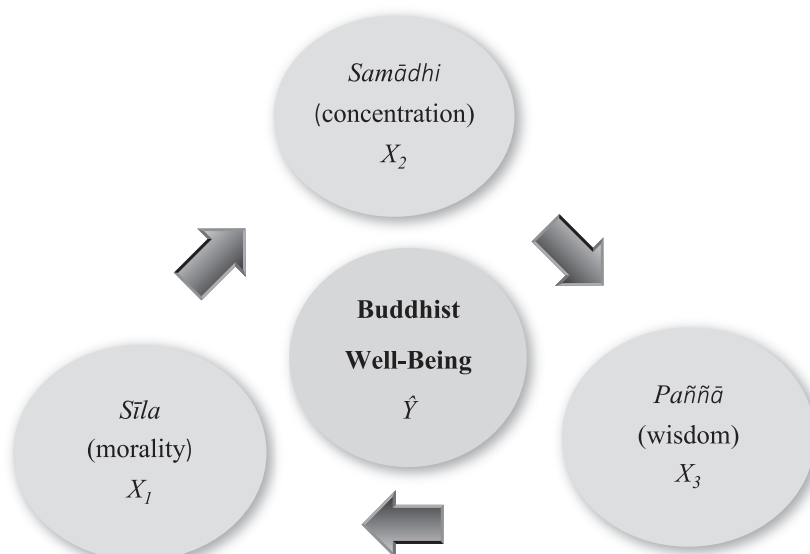 Samādhi
(concentration)
X₂
Buddhist
Well-Being
Ŷ
Sīla
(morality)
X₁
Paññā
(wisdom)
X₃